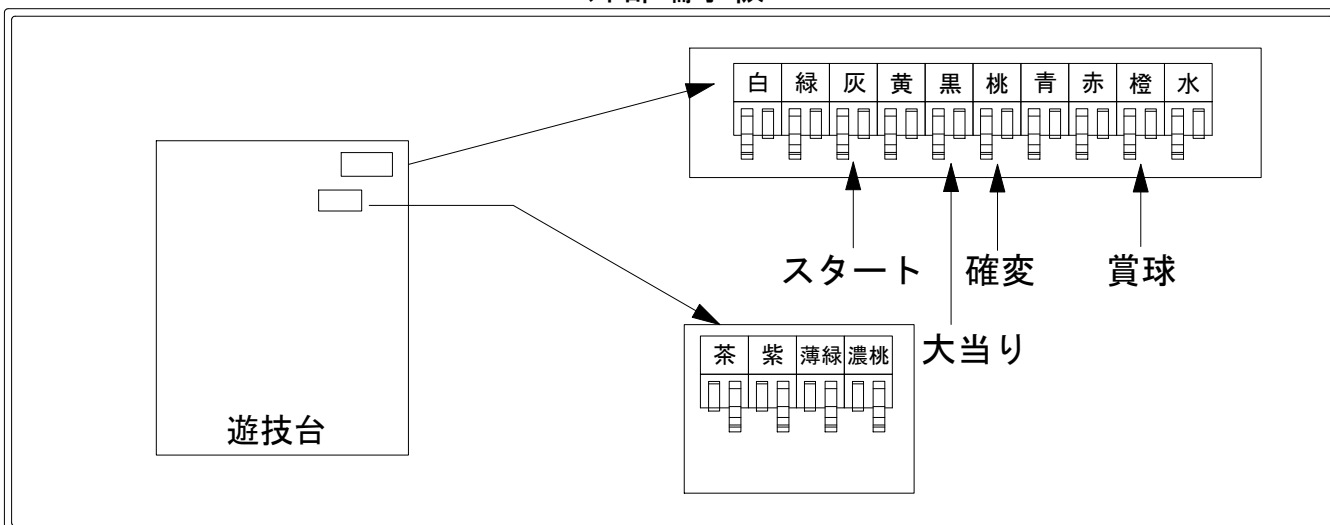 白 緑 灰 黄 黒 桃 青 赤 橙 水
スタート 確変 賞球
大当り
茶 紫 薄緑 濃桃
遊技台